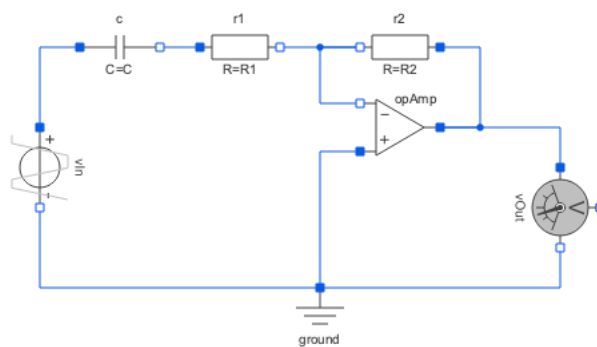 c
r1
r2
C=C
R=R1
R=R2
opAmp
−
+
+
-
vIn
vOut
V
ground